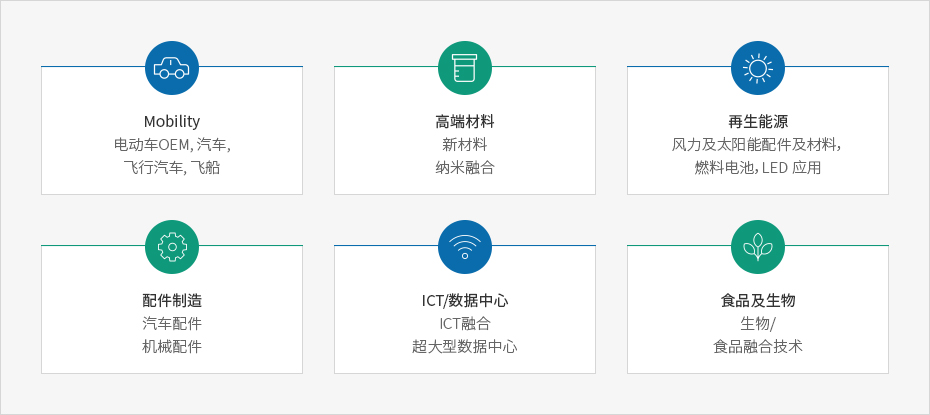 Mobility
电动车OEM, 汽车,
飞行汽车, 飞船
高端材料
新材料
纳米融合
再生能源
风力及太阳能配件及材料,
燃料电池, LED 应用
配件制造
汽车配件
机械配件
ICT/数据中心
ICT融合
超大型数据中心
食品及生物
生物/
食品融合技术